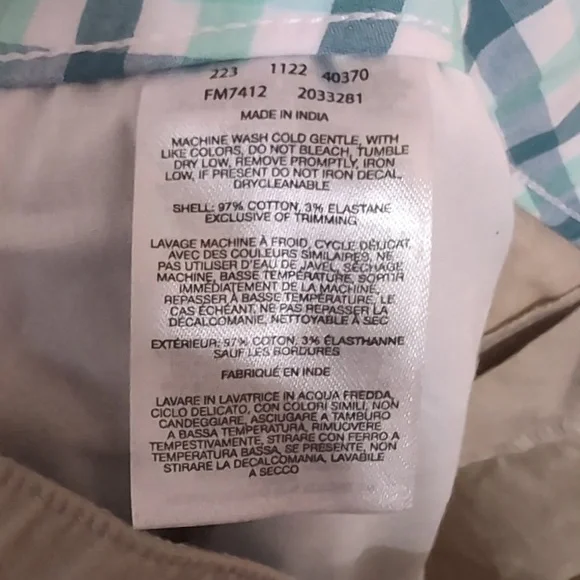 223 1122 40370
FM7412 2033281
MADE IN INDIA
MACHINE WASH COLD GENTLE, WITH
LIKE COLORS, DO NOT BLEACH, TUMBLE
DRY LOW, REMOVE PROMPTLY, IRON
LOW, IF PRESENT DO NOT IRON DECAL,
DRYCLEANABLE
SHELL: 97% COTTON, 3% ELASTANE
EXCLUSIVE OF TRIMMING
LAVAGE MACHINE À FROID, CYCLE DÉLICAT,
AVEC DES COULEURS SIMILAIRES, NE
PAS UTILISER D'EAU DE JAVEL, SÉCHAGE
MACHINE, BASSE TEMPÉRATURE, SORTIR
IMMÉDIATEMENT DE LA MACHINE,
REPASSER À BASSE TEMPÉRATURE, LE
CAS ÉCHÉANT, NE PAS REPASSER LA
DÉCALCOMANIE, NETTOYABLE À SEC
EXTÉRIEUR: 97% COTON, 3% ÉLASTHANNE
SAUF LES BORDURES
FABRIQUÉ EN INDE
LAVARE IN LAVATRICE IN ACQUA FREDDA,
CICLO DELICATO, CON COLORI SIMILI, NON
CANDEGGIARE, ASCIUGARE A TAMBURO
A BASSA TEMPERATURA, RIMUOVERE
TEMPESTIVAMENTE, STIRARE CON FERRO A
TEMPERATURA BASSA, SE PRESENTE, NON
STIRARE LA DECALCOMANIA, LAVABILE
A SECCO